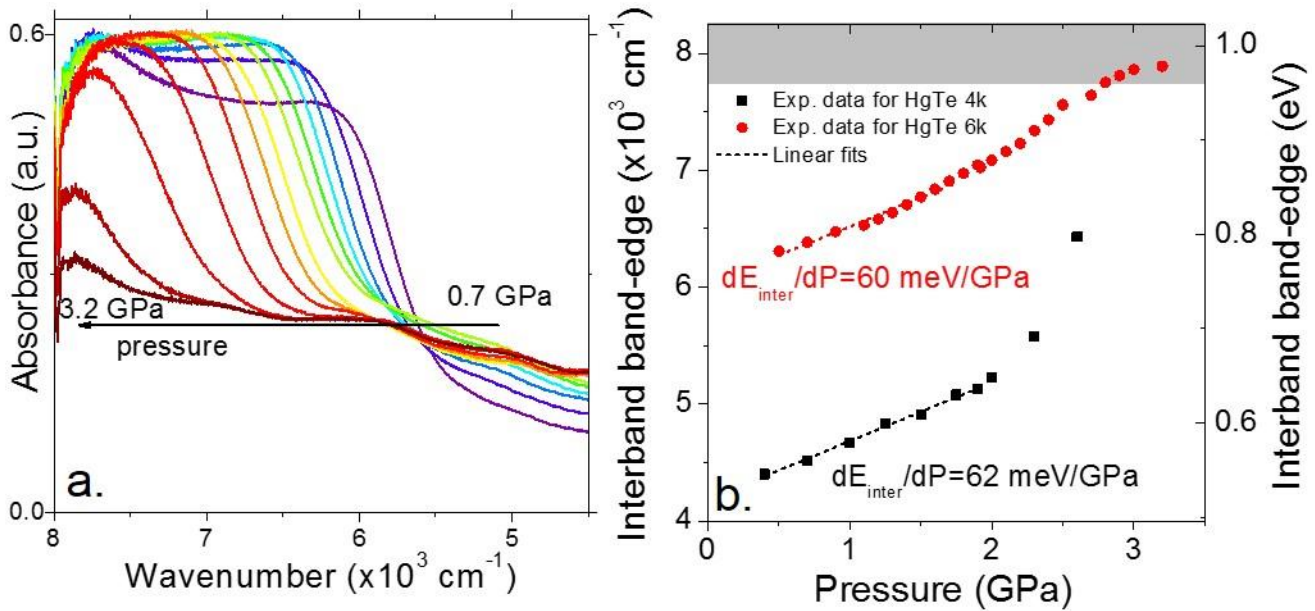 0.6
0.0
Absorbance (a.u.)
3.2 GPa
0.7 GPa
pressure
a.
8
7
6
5
Wavenumber (x10³ cm⁻¹)
Interband band-edge (x10³ cm⁻¹)
8
7
6
5
4
Exp. data for HgTe 4k
Exp. data for HgTe 6k
Linear fits
dE_inter/dP=60 meV/GPa
dE_inter/dP=62 meV/GPa
b.
0
1
2
3
Pressure (GPa)
1.0
0.8
0.6
Interband band-edge (eV)